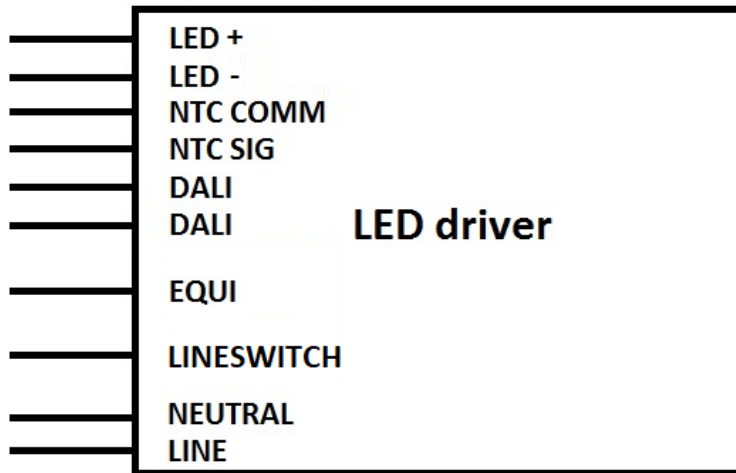 LED +
LED -
NTC COMM
NTC SIG
DALI
DALI
LED driver
EQUI
LINESWITCH
NEUTRAL
LINE